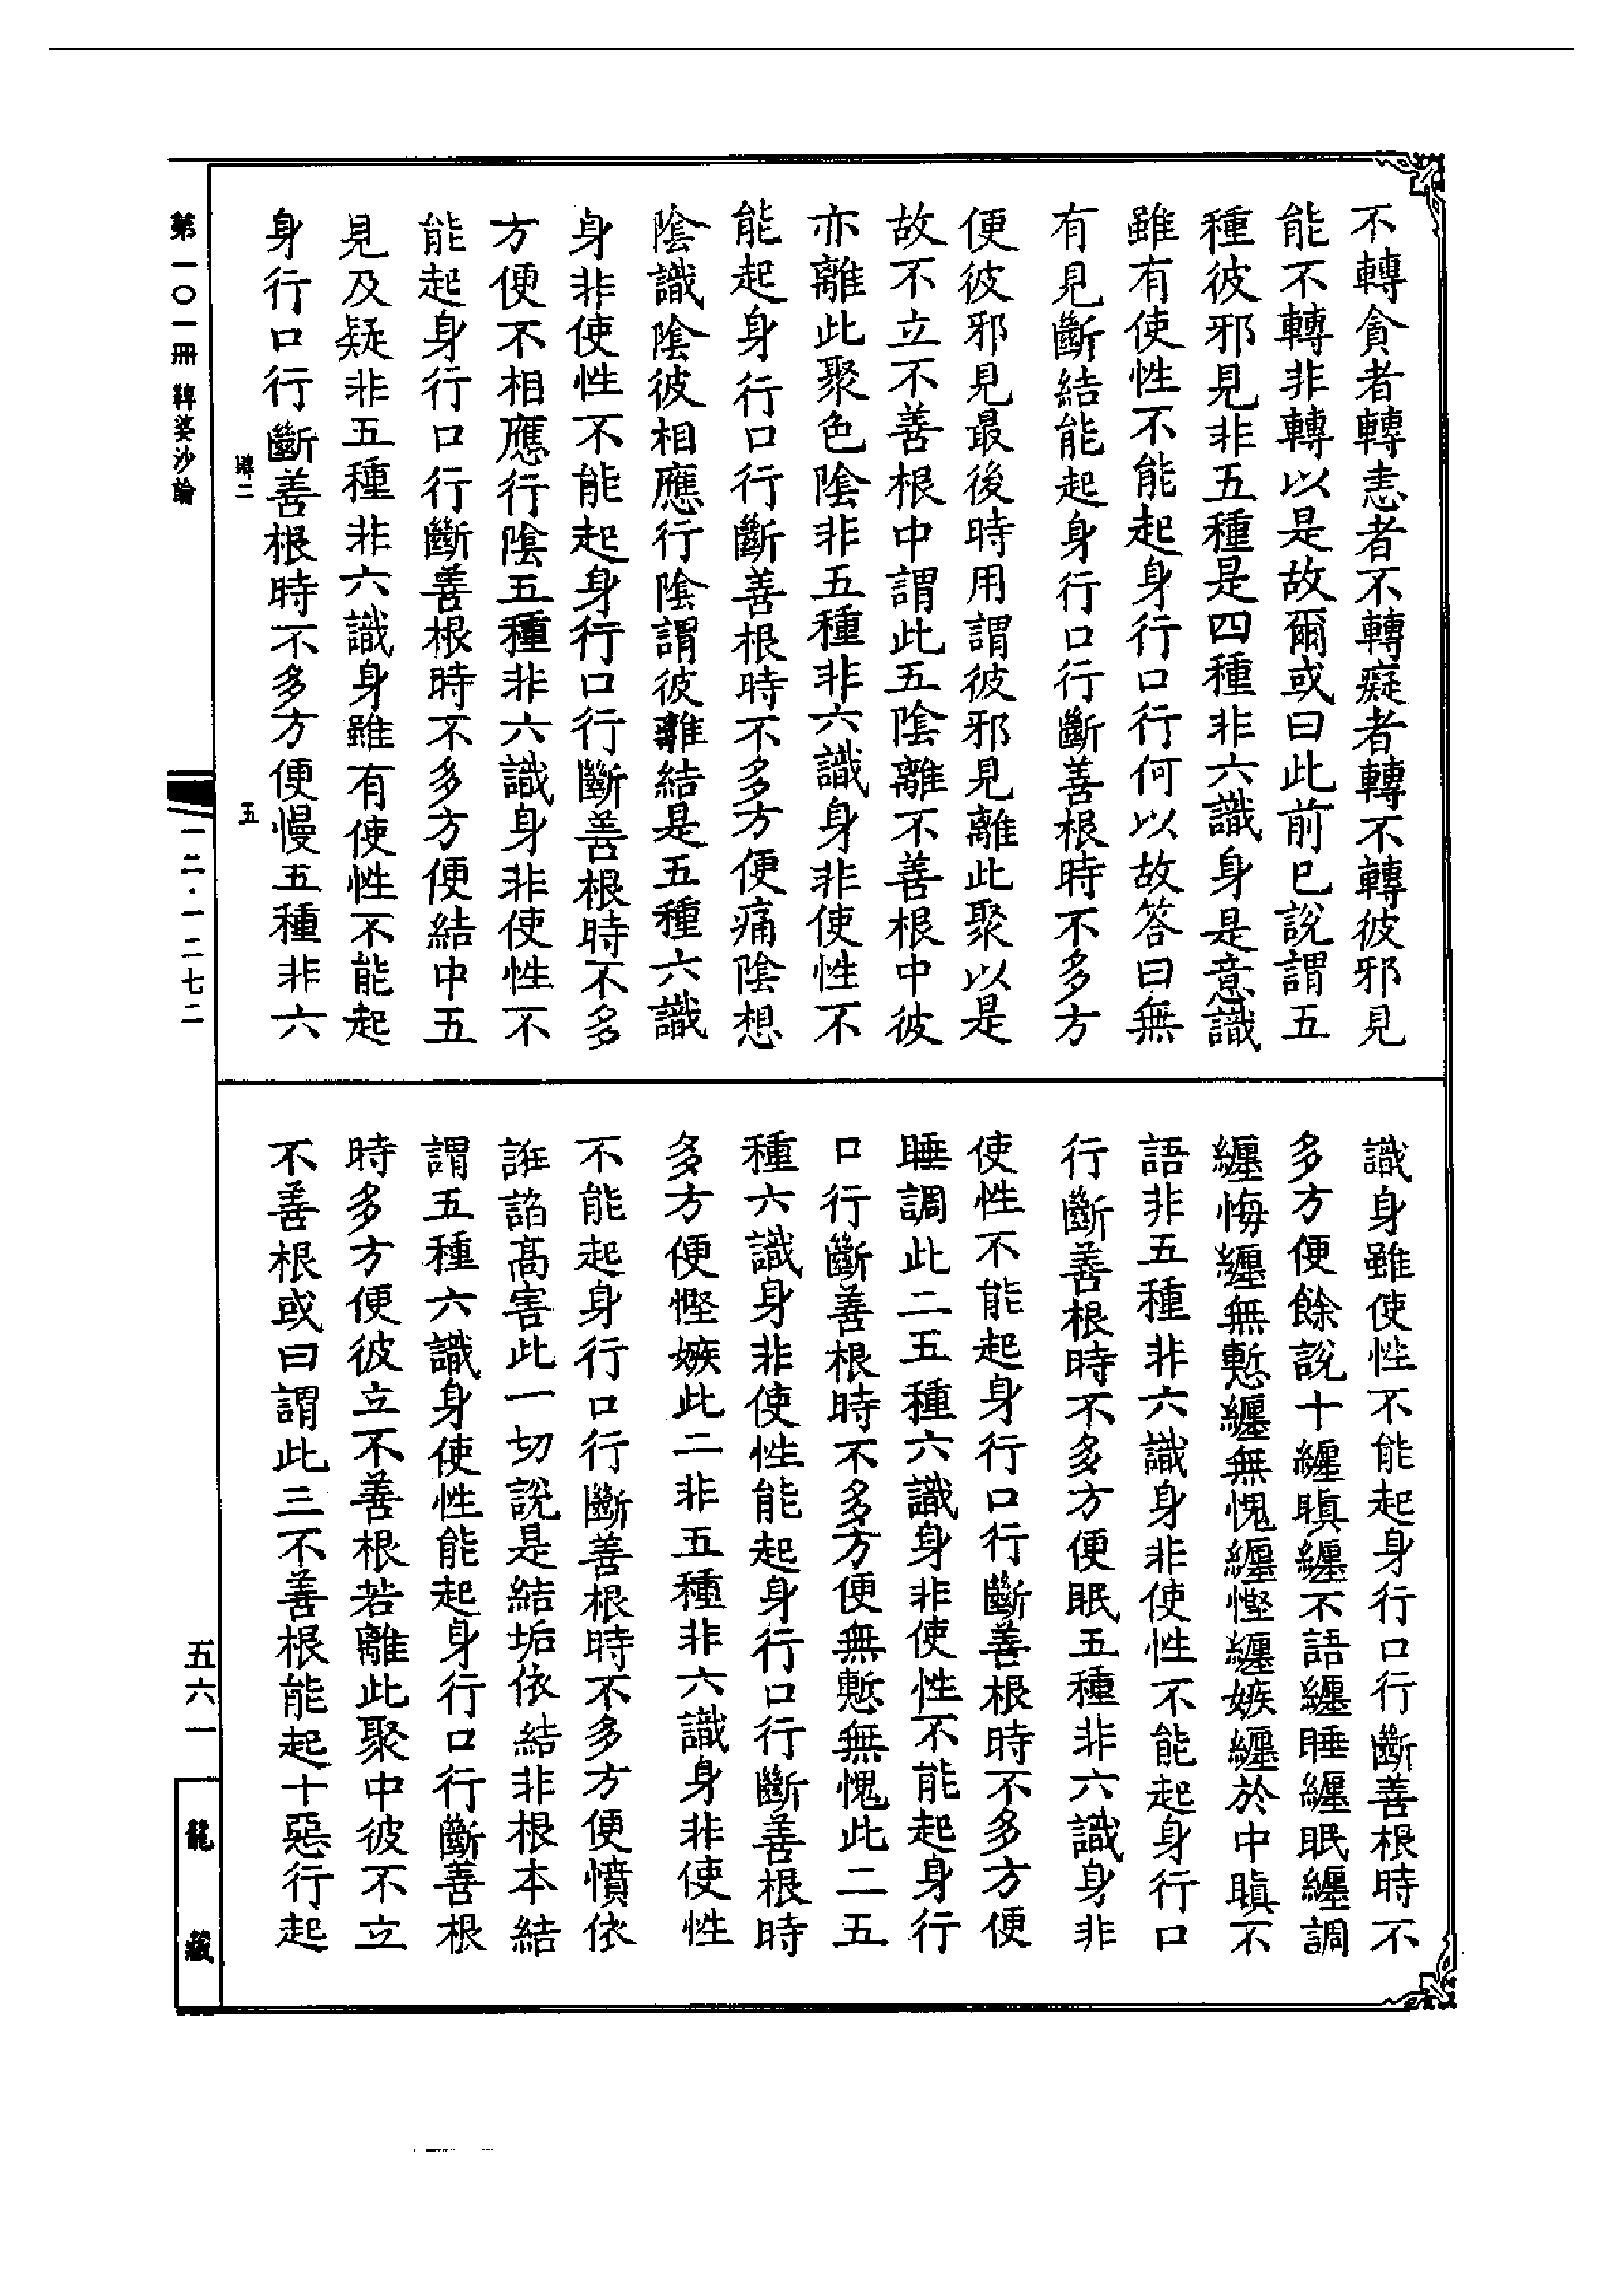 不轉貪者轉恚者不轉癡者轉不轉彼邪見
能不轉非轉以是故爾或曰此前已說謂五
種彼邪見非五種是四種非六識身是意識
雖有使性不能起身行口行何以故答曰無
有見斷結能起身行口行斷善根時不多方
便彼邪見最後時用謂彼邪見離此聚以是
故不立不善根中謂此五陰離不善根中彼
亦離此聚色陰非五種非六識身非使性不
能起身行口行斷善根時不多方便痛陰想
陰識陰彼相應行陰謂彼離結是五種六識
身非使性不能起身行口行斷善根時不多
方便不相應行陰五種非六識身非使性不
能起身行口行斷善根時不多方便結中五
見及疑非五種非六識身雖有使性不能起
身行口行斷善根時不多方便慢五種非六
識身雖使性不能起身行口行斷善根時不
多方便餘說十纏瞋纏不語纏睡纏眠纏調
纏悔纏無慙纏無愧纏慳纏嫉纏於中瞋不
語非五種非六識身非使性不能起身行口
行斷善根時不多方便眠五種非六識身非
使性不能起身行口行斷善根時不多方便
睡調此二五種六識身非使性不能起身行
口行斷善根時不多方便無慙無愧此二五
種六識身非使性能起身行口行斷善根時
多方便慳嫉此二非五種非六識身非使性
不能起身行口行斷善根時不多方便憒依
誑諂高害此一切說是結垢依結非根本結
謂五種六識身使性能起身行口行斷善根
時多方便彼立不善根若離此聚中彼不立
不善根或曰謂此三不善根能起十惡行起
第一〇一冊 鞞婆沙論
五
一二·一二七二
五六一
龍藏